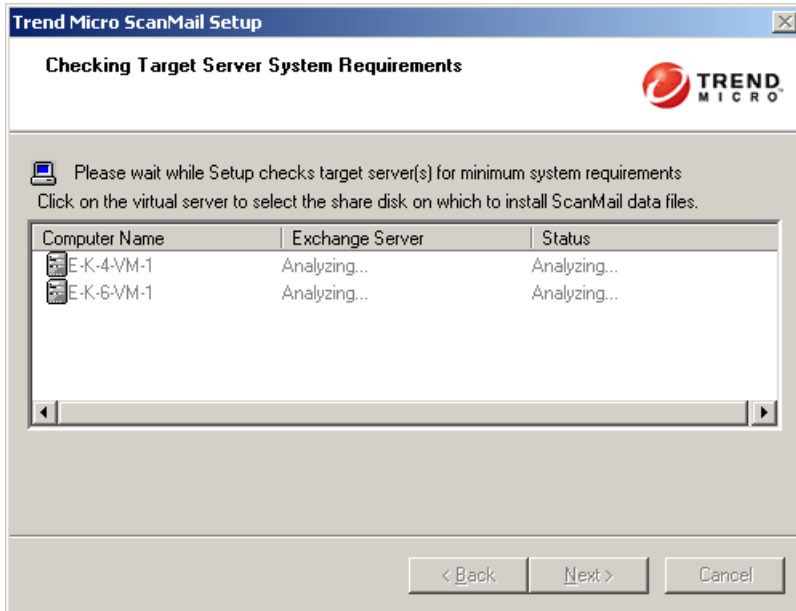 Trend Micro ScanMail Setup
Checking Target Server System Requirements
TREND
MICRO
Please wait while Setup checks target server(s) for minimum system requirements
Click on the virtual server to select the share disk on which to install ScanMail data files.
Computer Name Exchange Server Status
E-K-4-VM-1 Analyzing... Analyzing...
E-K-6-VM-1 Analyzing... Analyzing...
< Back Next > Cancel